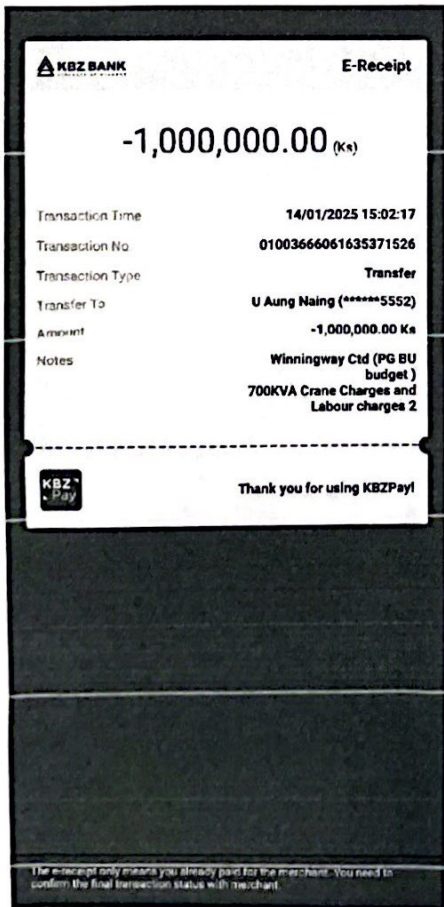 KBZ BANK
E-Receipt
-1,000,000.00 (Ks)
Transaction Time 14/01/2025 15:02:17
Transaction No 01003666061635371526
Transaction Type Transfer
Transfer To U Aung Naing (******5552)
Amount -1,000,000.00 Ks
Notes Winningway Ctd (PG BU
budget )
700KVA Crane Charges and
Labour charges 2
KBZ
Pay
Thank you for using KBZPay!
The e-receipt only means you already paid for the merchant. You need to
confirm the final transaction status with merchant.